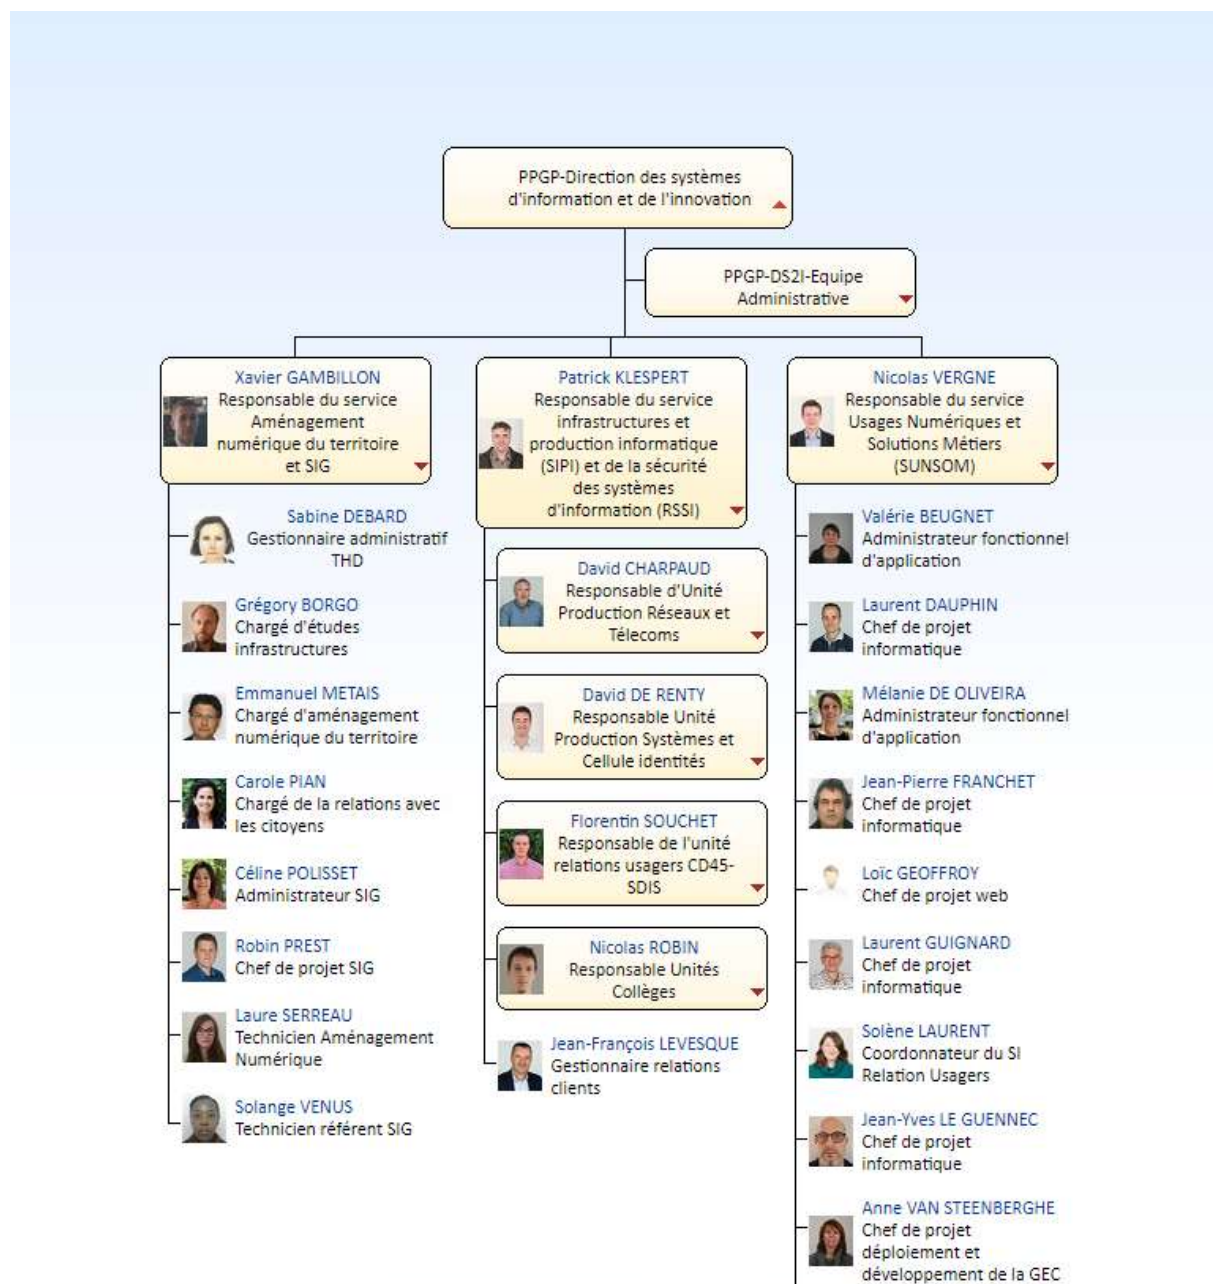 PPGP-Direction des systèmes
d'information et de l'innovation
PPGP-DS2I-Equipe
Administrative
Xavier GAMBILLON
Responsable du service
Aménagement
numérique du territoire
et SIG
Sabine DEBARD
Gestionnaire administratif
THD
Grégory BORGO
Chargé d'études
infrastructures
Emmanuel METAIS
Chargé d'aménagement
numérique du territoire
Carole PIAN
Chargé de la relations avec
les citoyens
Céline POLISSET
Administrateur SIG
Robin PREST
Chef de projet SIG
Laure SERREAU
Technicien Aménagement
Numérique
Solange VENUS
Technicien référent SIG
Patrick KLESPERT
Responsable du service
infrastructures et
production informatique
(SIPI) et de la sécurité
des systèmes
d'information (RSSI)
David CHARPAUD
Responsable d'Unité
Production Réseaux et
Télecoms
David DE RENTY
Responsable Unité
Production Systèmes et
Cellule identités
Florentin SOUCHET
Responsable de l'unité
relations usagers CD45-
SDIS
Nicolas ROBIN
Responsable Unités
Collèges
Jean-François LEVESQUE
Gestionnaire relations
clients
Nicolas VERGNE
Responsable du service
Usages Numériques et
Solutions Métiers
(SUNSOM)
Valérie BEUGNET
Administrateur fonctionnel
d'application
Laurent DAUPHIN
Chef de projet
informatique
Mélanie DE OLIVEIRA
Administrateur fonctionnel
d'application
Jean-Pierre FRANCHET
Chef de projet
informatique
Loïc GEOFFROY
Chef de projet web
Laurent GUIGNARD
Chef de projet
informatique
Solène LAURENT
Coordonnateur du SI
Relation Usagers
Jean-Yves LE GUENNEC
Chef de projet
informatique
Anne VAN STEENBERGHE
Chef de projet
déploiement et
développement de la GEC